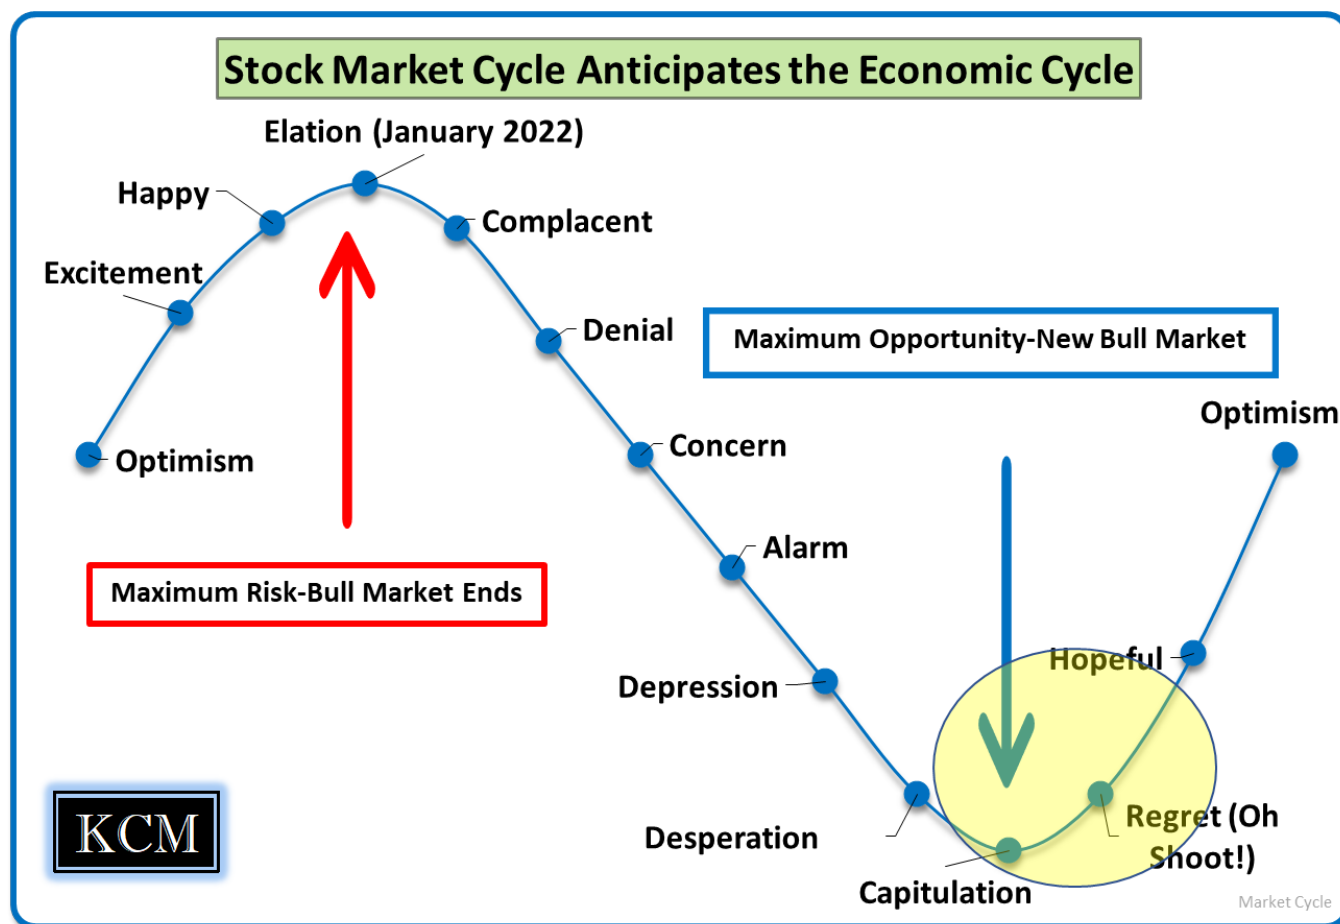 Stock Market Cycle Anticipates the Economic Cycle
Elation (January 2022)
Happy
Complacent
Excitement
Denial
Maximum Opportunity-New Bull Market
Optimism
Optimism
Concern
Alarm
Maximum Risk-Bull Market Ends
Hopeful
Depression
Desperation
Regret (Oh
Shoot!)
Capitulation
KCM
Market Cycle